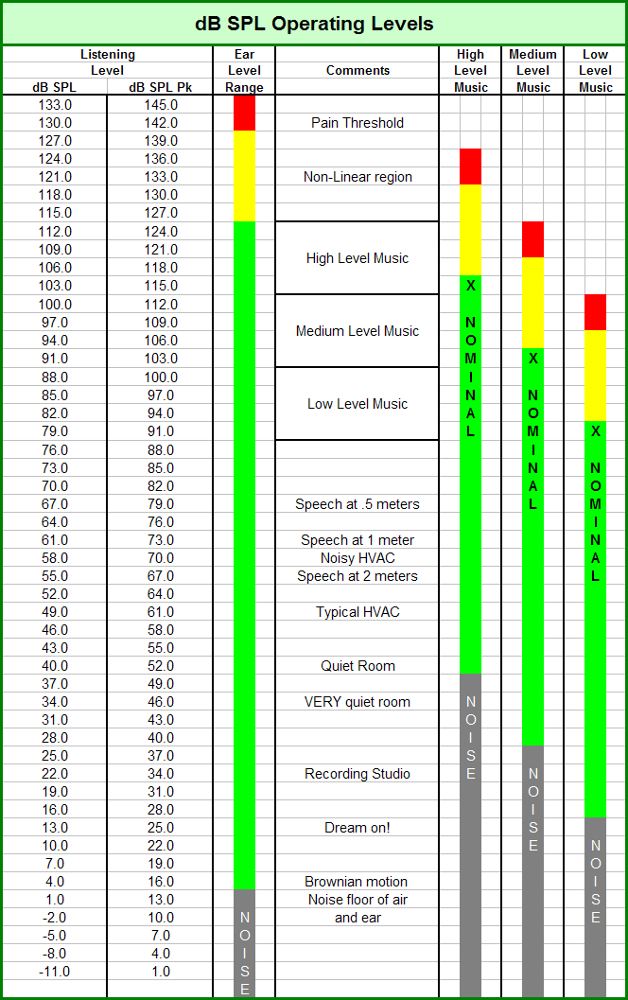 dB SPL Operating Levels
Listening Ear High Medium Low
Level Level Comments Level Level Level
dB SPL dB SPL Pk Range Music Music Music
133.0 145.0
130.0 142.0 Pain Threshold
127.0 139.0
124.0 136.0
121.0 133.0 Non-Linear region
118.0 130.0
115.0 127.0
112.0 124.0
109.0 121.0 High Level Music
106.0 118.0
103.0 115.0 X
100.0 112.0
97.0 109.0 Medium Level Music N
94.0 106.0 O
91.0 103.0 M X
88.0 100.0 I
85.0 97.0 Low Level Music N N
82.0 94.0 A O
79.0 91.0 L M X
76.0 88.0 I
73.0 85.0 N N
70.0 82.0 A O
67.0 79.0 Speech at .5 meters L M
64.0 76.0 I
61.0 73.0 Speech at 1 meter N
58.0 70.0 Noisy HVAC A
55.0 67.0 Speech at 2 meters L
52.0 64.0
49.0 61.0 Typical HVAC
46.0 58.0
43.0 55.0
40.0 52.0 Quiet Room
37.0 49.0
34.0 46.0 VERY quiet room N
31.0 43.0 O
28.0 40.0 I
25.0 37.0 S
22.0 34.0 Recording Studio E N
19.0 31.0 O
16.0 28.0 I
13.0 25.0 Dream on! S
10.0 22.0 E N
7.0 19.0 O
4.0 16.0 Brownian motion I
1.0 13.0 Noise floor of air S
-2.0 10.0 N and ear E
-5.0 7.0 O
-8.0 4.0 I
-11.0 1.0 S
E